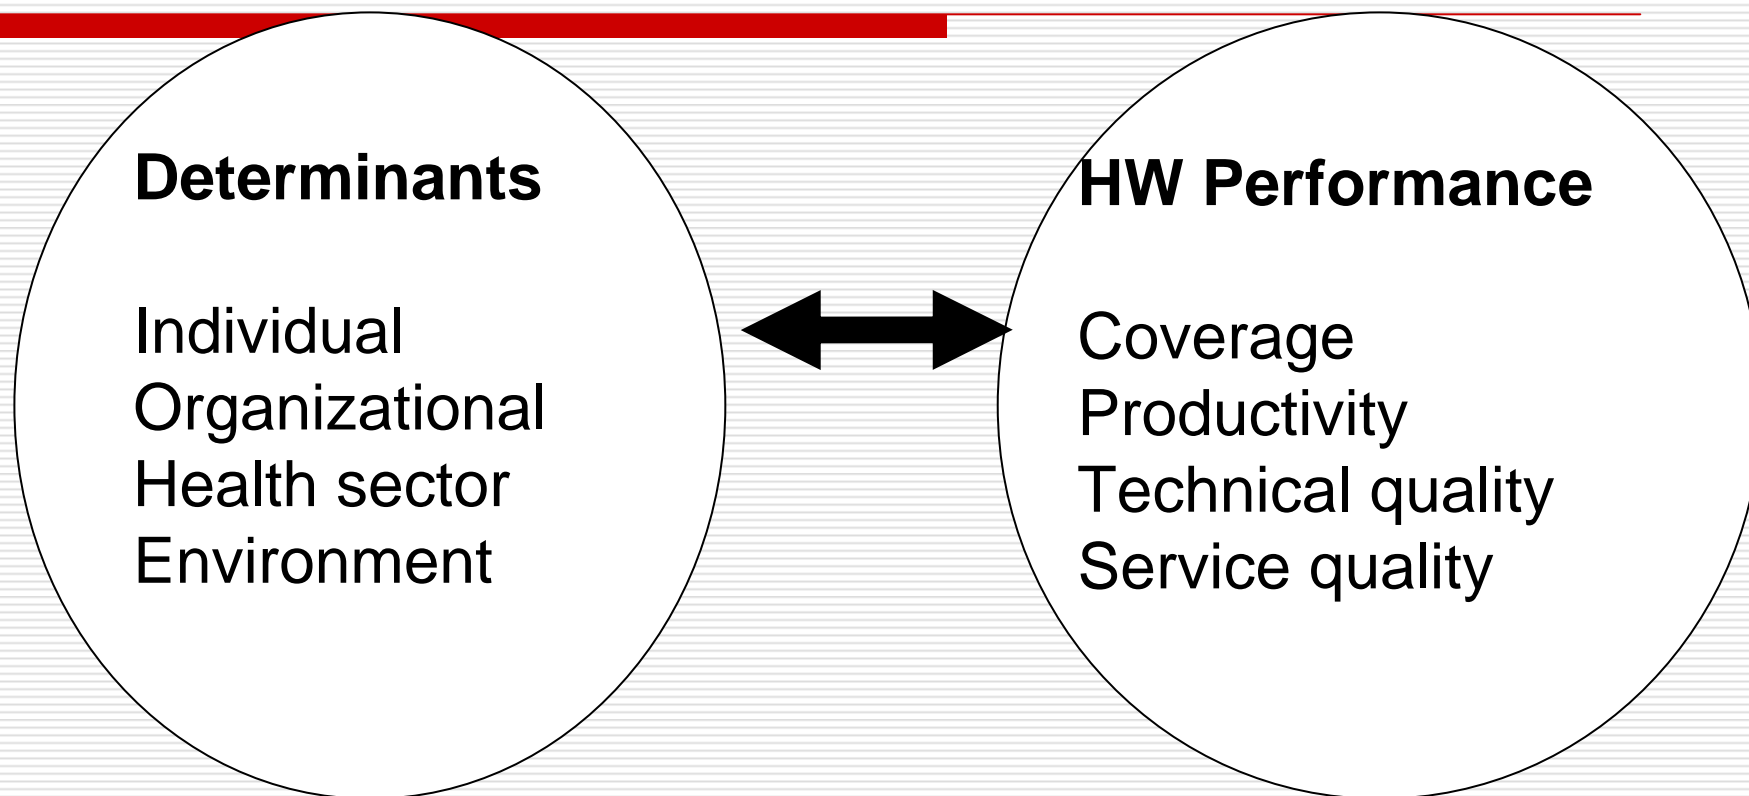 Determinants
Individual
Organizational
Health sector
Environment
HW Performance
Coverage
Productivity
Technical quality
Service quality